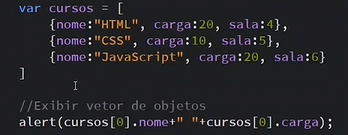 var cursos = [
{nome:"HTML", carga:20, sala:4},
{nome:"CSS", carga:10, sala:5},
{nome:"JavaScript", carga:20, sala:6}
]
//Exibir vetor de objetos
alert(cursos[0].nome+" "+cursos[0].carga);